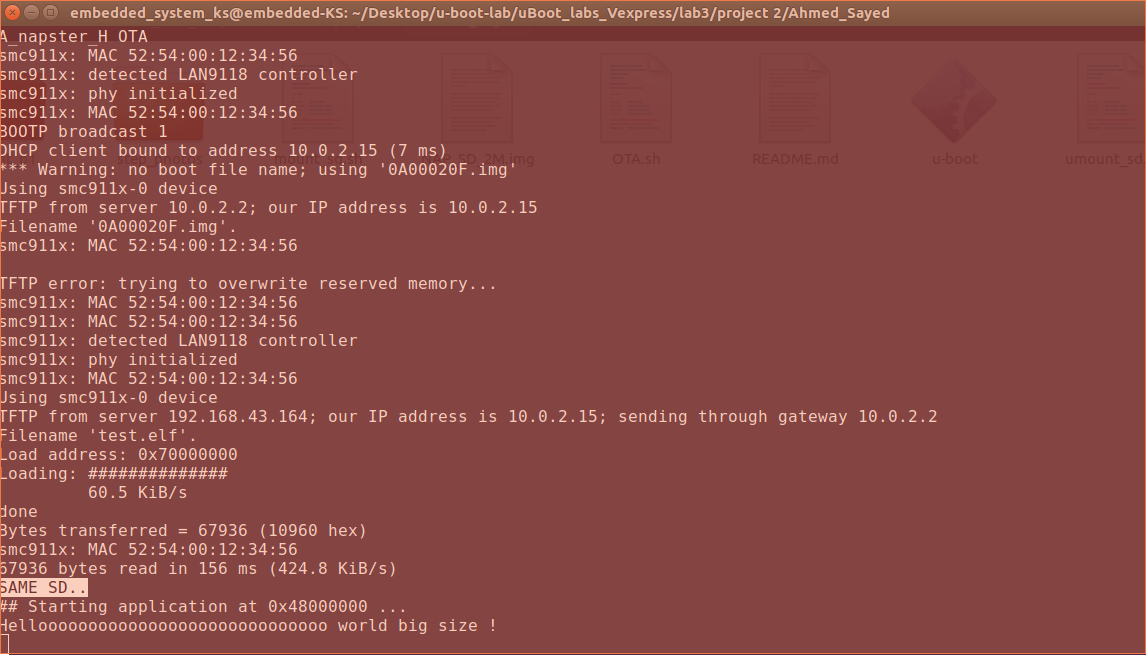 embedded_system_ks@embedded-KS: ~/Desktop/u-boot-lab/uBoot_labs_Vexpress/lab3/project 2/Ahmed_Sayed
A_napster_H OTA
smc911x: MAC 52:54:00:12:34:56
smc911x: detected LAN9118 controller
smc911x: phy initialized
smc911x: MAC 52:54:00:12:34:56
BOOTP broadcast 1
DHCP client bound to address 10.0.2.15 (7 ms)
*** Warning: no boot file name; using '0A00020F.img'
Using smc911x-0 device
TFTP from server 10.0.2.2; our IP address is 10.0.2.15
Filename '0A00020F.img'.
smc911x: MAC 52:54:00:12:34:56
TFTP error: trying to overwrite reserved memory...
smc911x: MAC 52:54:00:12:34:56
smc911x: MAC 52:54:00:12:34:56
smc911x: detected LAN9118 controller
smc911x: phy initialized
smc911x: MAC 52:54:00:12:34:56
Using smc911x-0 device
TFTP from server 192.168.43.164; our IP address is 10.0.2.15; sending through gateway 10.0.2.2
Filename 'test.elf'.
Load address: 0x70000000
Loading: ##############
60.5 KiB/s
done
Bytes transferred = 67936 (10960 hex)
smc911x: MAC 52:54:00:12:34:56
67936 bytes read in 156 ms (424.8 KiB/s)
SAME SD..
## Starting application at 0x48000000 ...
Hellooooooooooooooooooooooooooooo world big size !
step_photos
mount_sd.sh
OTA.sh
README.md
u-boot
umount_sd.